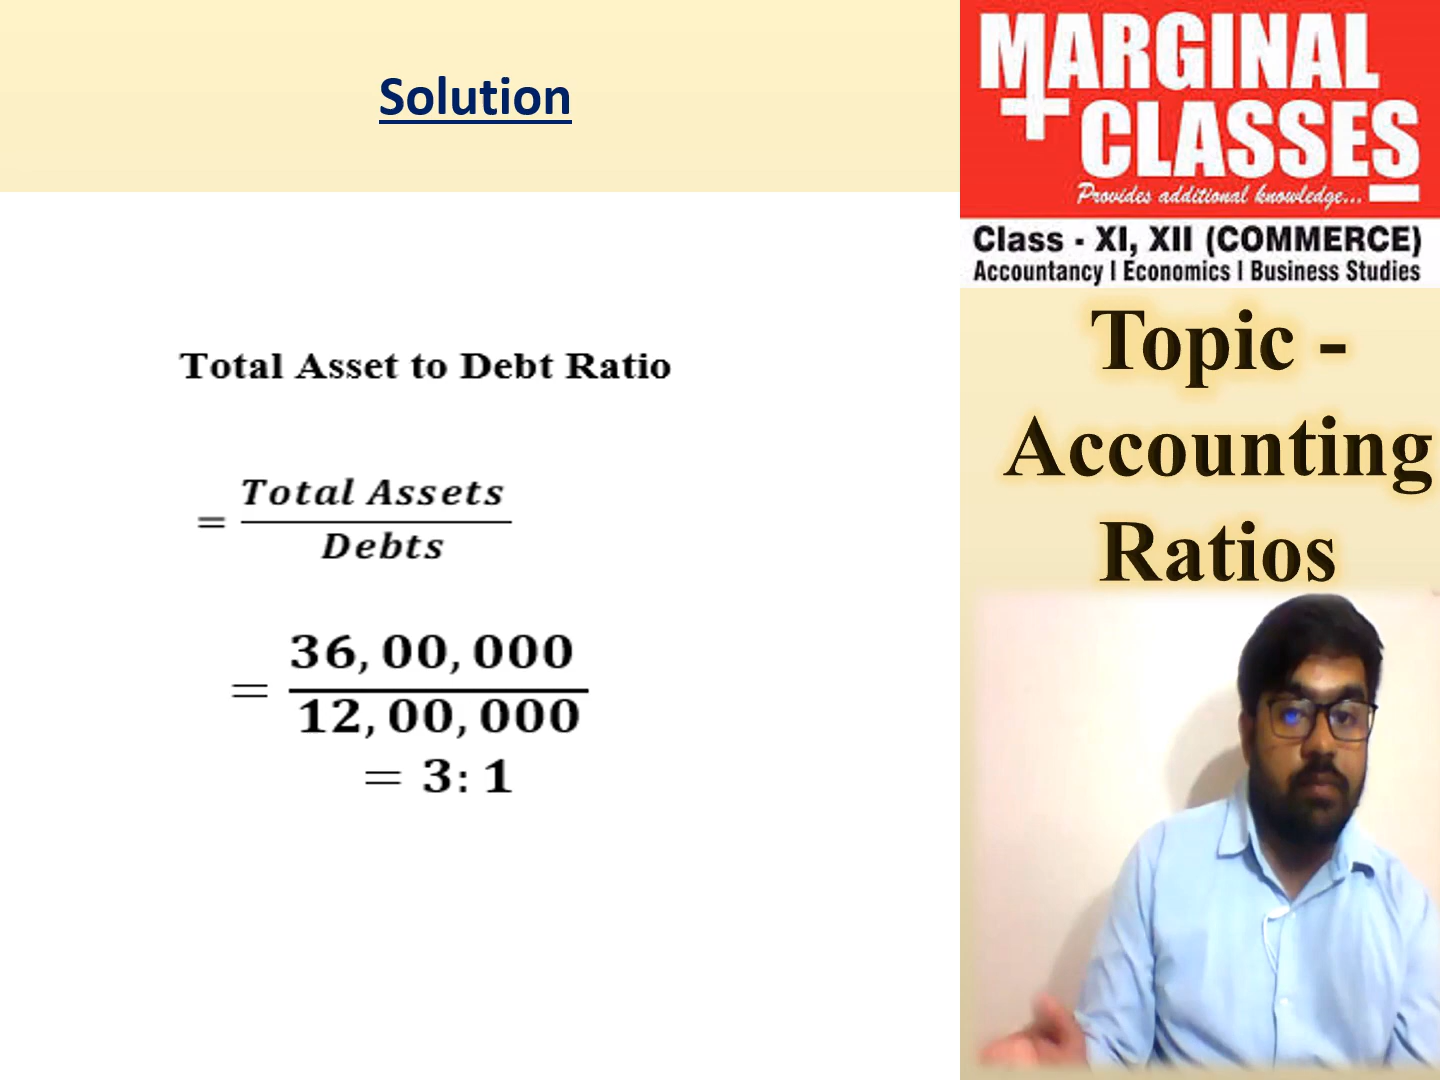 Solution
Total Asset to Debt Ratio
= Total Assets / Debts
= 36,00,000 / 12,00,000
= 3: 1
MARGINAL
+ CLASSES
Provides additional knowledge... -
Class - XI, XII (COMMERCE)
Accountancy | Economics | Business Studies
Topic -
Accounting
Ratios